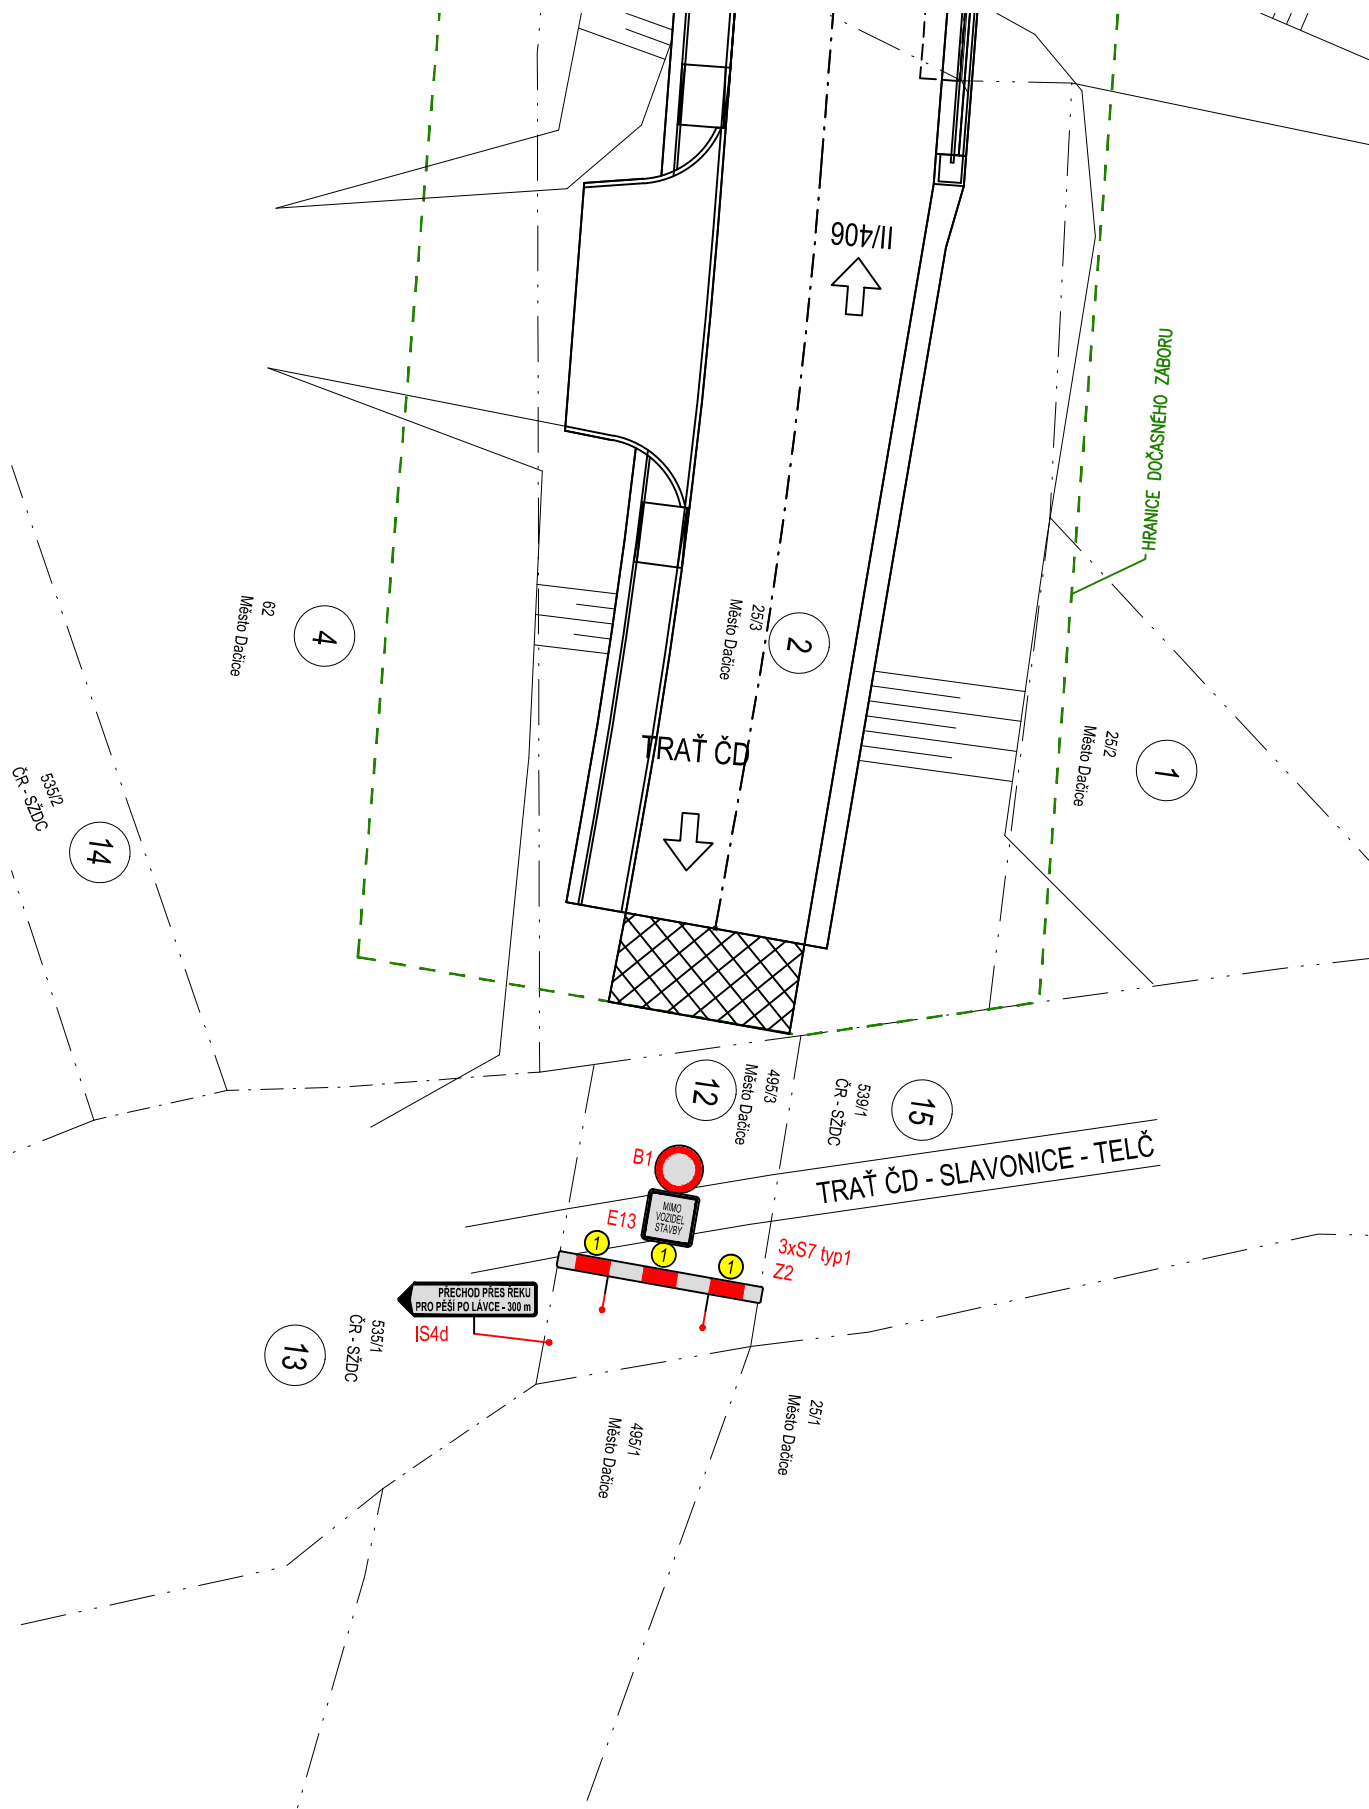 II/406
HRANICE DOČASNÉHO ZÁBORU
4
62
Město Dačice
2
25/3
Město Dačice
1
25/2
Město Dačice
TRAŤ ČD
14
535/2
ČR - SŽDC
12
495/3
Město Dačice
15
539/1
ČR - SŽDC
TRAŤ ČD - SLAVONICE - TELČ
B1
E13
MIMO
VOZIDEL
STAVBY
1
1
1
3xS7 typ1
Z2
PŘECHOD PŘES ŘEKU
PRO PĚŠÍ PO LÁVCE - 300 m
IS4d
13
535/1
ČR - SŽDC
495/1
Město Dačice
25/1
Město Dačice